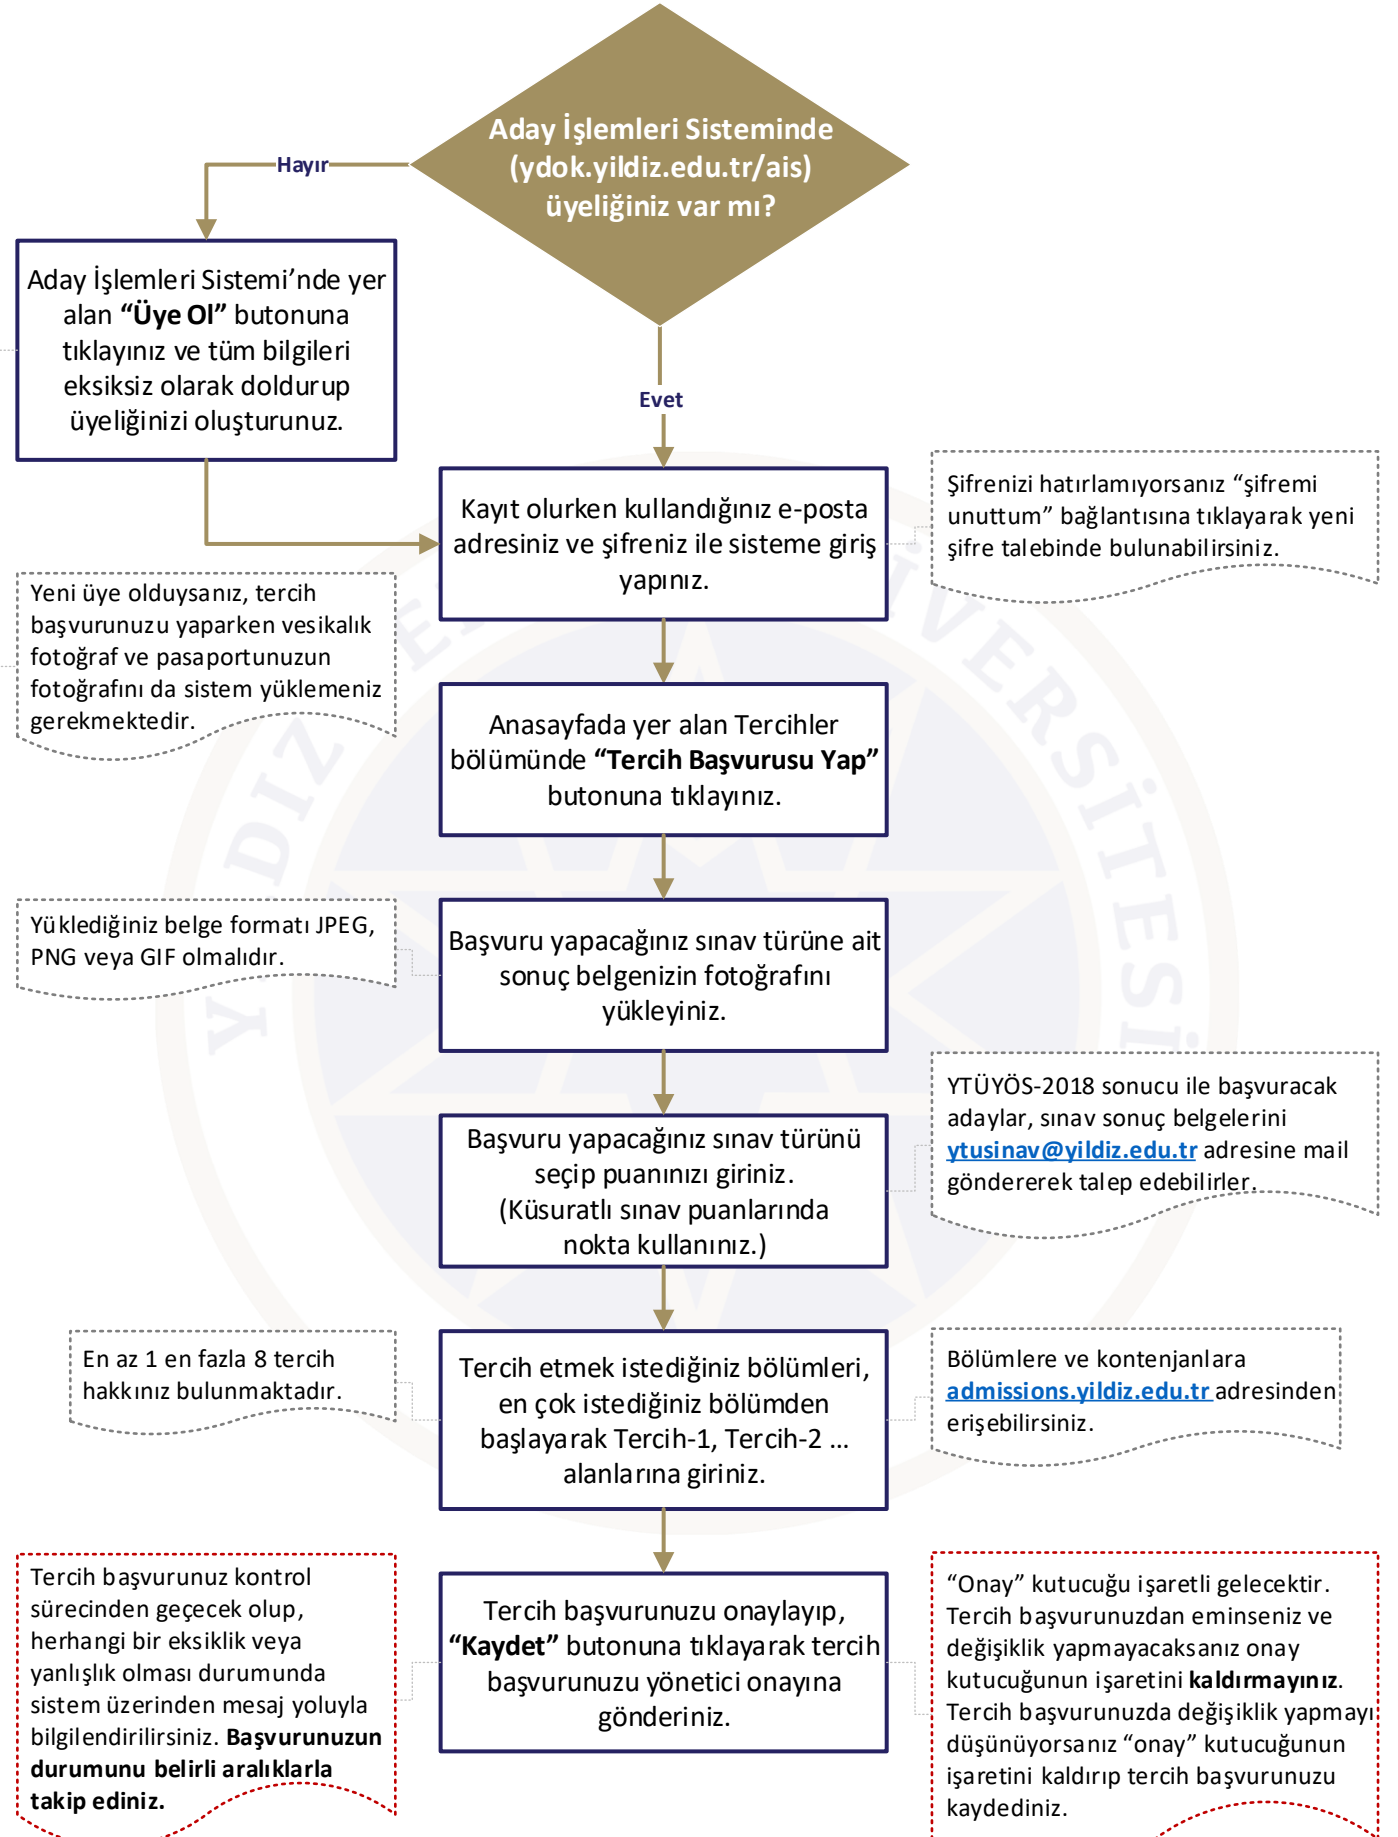 Aday İşlemleri Sisteminde
(ydok.yildiz.edu.tr/ais)
üyeliğiniz var mı?
Hayır
Aday İşlemleri Sistemi’nde yer
alan “Üye Ol” butonuna
tıklayınız ve tüm bilgileri
eksiksiz olarak doldurup
üyeliğinizi oluşturunuz.
Evet
Kayıt olurken kullandığınız e-posta
adresiniz ve şifreniz ile sisteme giriş
yapınız.
Şifrenizi hatırlamıyorsanız “şifremi
unuttum” bağlantısına tıklayarak yeni
şifre talebinde bulunabilirsiniz.
Yeni üye olduysanız, tercih
başvurunuzu yaparken vesikalık
fotoğraf ve pasaportunuzun
fotoğrafını da sistem yüklemeniz
gerekmektedir.
Anasayfada yer alan Tercihler
bölümünde “Tercih Başvurusu Yap”
butonuna tıklayınız.
Yüklediğiniz belge formatı JPEG,
PNG veya GIF olmalıdır.
Başvuru yapacağınız sınav türüne ait
sonuç belgenizin fotoğrafını
yükleyiniz.
Başvuru yapacağınız sınav türünü
seçip puanınızı giriniz.
(Küsuratlı sınav puanlarında
nokta kullanınız.)
YTÜYÖS-2018 sonucu ile başvuracak
adaylar, sınav sonuç belgelerini
ytusinav@yildiz.edu.tr adresine mail
göndererek talep edebilirler.
En az 1 en fazla 8 tercih
hakkınız bulunmaktadır.
Tercih etmek istediğiniz bölümleri,
en çok istediğiniz bölümden
başlayarak Tercih-1, Tercih-2 ...
alanlarına giriniz.
Bölümlere ve kontenjanlara
admissions.yildiz.edu.tr adresinden
erişebilirsiniz.
Tercih başvurunuz kontrol
sürecinden geçecek olup,
herhangi bir eksiklik veya
yanlışlık olması durumunda
sistem üzerinden mesaj yoluyla
bilgilendirilirsiniz. Başvurunuzun
durumunu belirli aralıklarla
takip ediniz.
Tercih başvurunuzu onaylayıp,
“Kaydet” butonuna tıklayarak tercih
başvurunuzu yönetici onayına
gönderiniz.
“Onay” kutucuğu işaretli gelecektir.
Tercih başvurunuzdan eminseniz ve
değişiklik yapmayacaksanız onay
kutucuğunun işaretini kaldırmayınız.
Tercih başvurunuzda değişiklik yapmayı
düşünüyorsanız “onay” kutucuğunun
işaretini kaldırıp tercih başvurunuzu
kaydediniz.